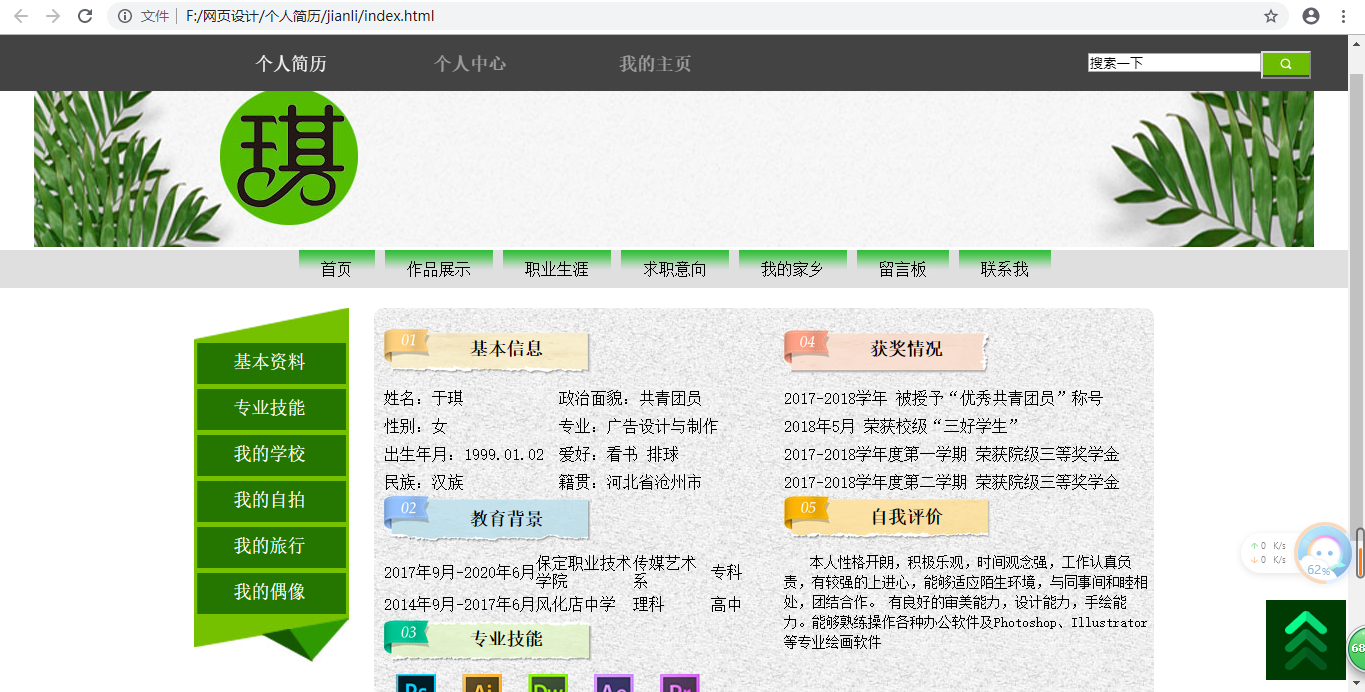 文件 F:/网页设计/个人简历/jianli/index.html
个人简历 个人中心 我的主页 搜索一下
琪
首页 作品展示 职业生涯 求职意向 我的家乡 留言板 联系我
基本资料
专业技能
我的学校
我的自拍
我的旅行
我的偶像
01 基本信息
姓名：于琪 政治面貌：共青团员
性别：女 专业：广告设计与制作
出生年月：1999.01.02 爱好：看书 排球
民族：汉族 籍贯：河北省沧州市
02 教育背景
2017年9月-2020年6月 保定职业技术学院 传媒艺术系 专科
2014年9月-2017年6月 风化店中学 理科 高中
03 专业技能
Ps Ai Dw Ae Pr
04 获奖情况
2017-2018学年 被授予“优秀共青团员”称号
2018年5月 荣获校级“三好学生”
2017-2018学年度第一学期 荣获院级三等奖学金
2017-2018学年度第二学期 荣获院级三等奖学金
05 自我评价
本人性格开朗，积极乐观，时间观念强，工作认真负
责，有较强的上进心，能够适应陌生环境，与同事间和睦相
处，团结合作。 有良好的审美能力，设计能力，手绘能
力。能够熟练操作各种办公软件及Photoshop、Illustrator
等专业绘画软件
↑ 0 K/s
↓ 0 K/s
62%
68